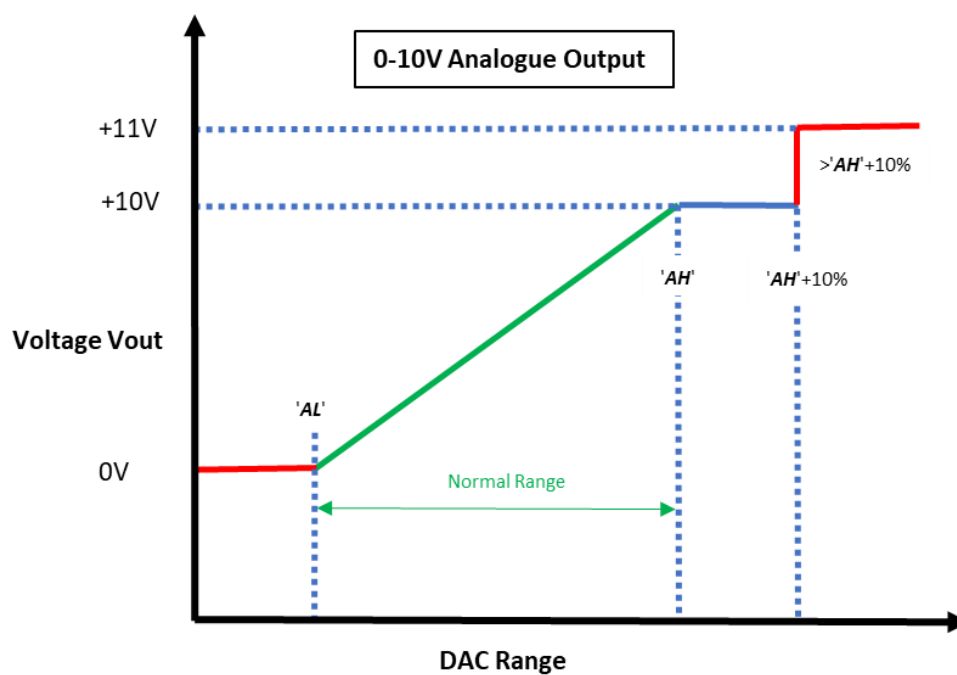 0-10V Analogue Output
+11V
>'AH'+10%
+10V
'AH'
'AH'+10%
Voltage Vout
'AL'
0V
Normal Range
DAC Range